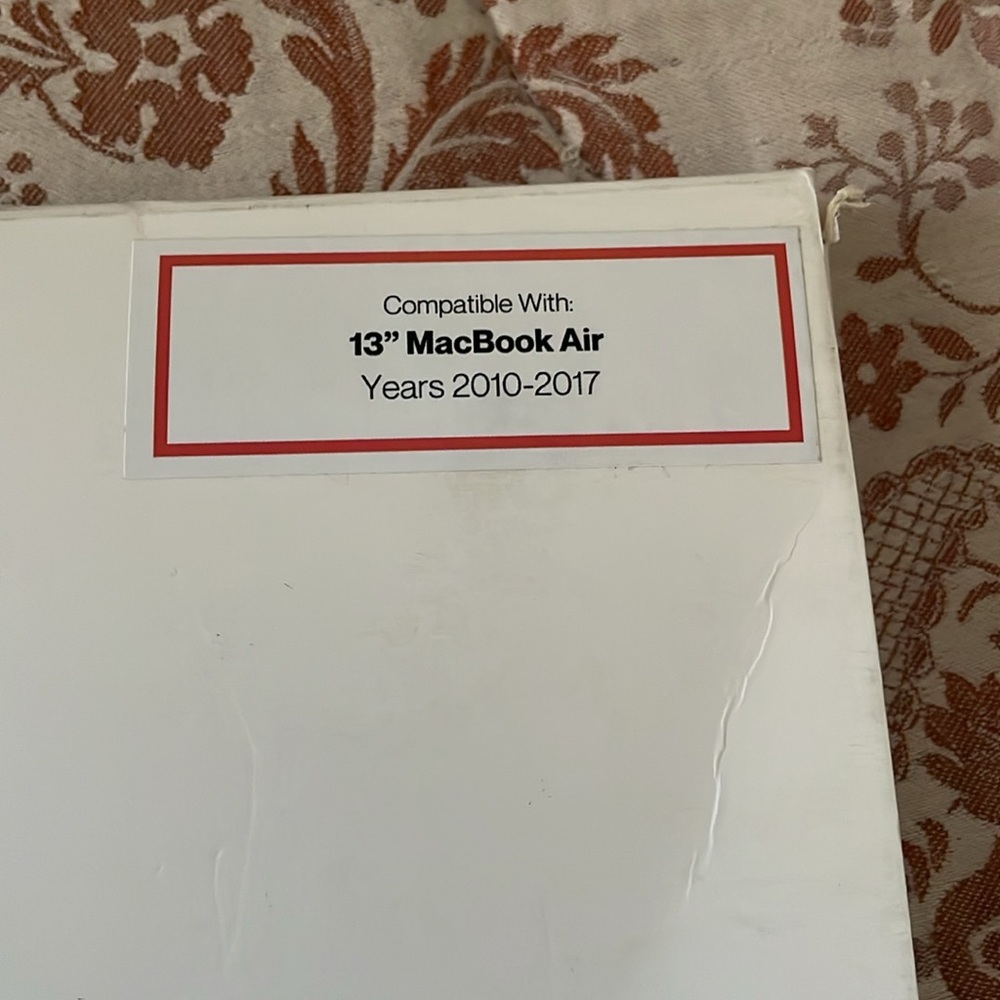 Compatible With:
13” MacBook Air
Years 2010-2017